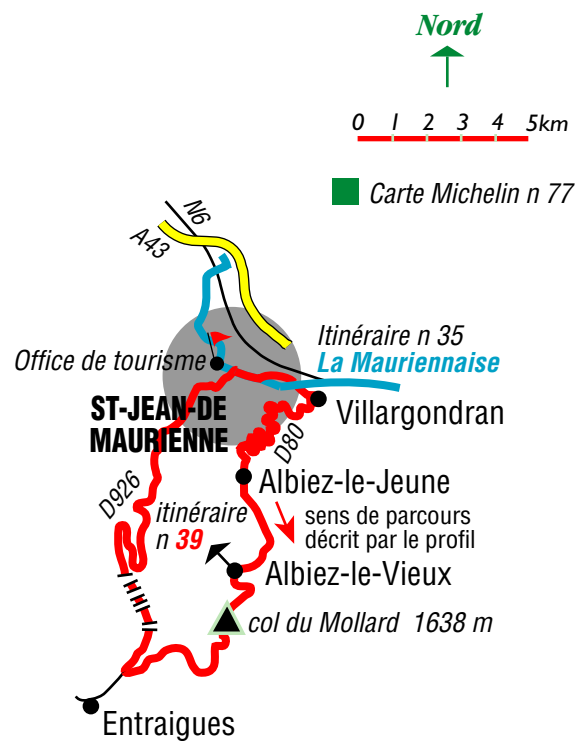 Nord
0 1 2 3 4 5km
Carte Michelin n 77
N6
A43
Itinéraire n 35
La Mauriennaise
Office de tourisme
ST-JEAN-DE
MAURIENNE
Villargondran
D80
Albiez-le-Jeune
D926
itinéraire
n 39
sens de parcours
décrit par le profil
Albiez-le-Vieux
col du Mollard 1638 m
Entraigues